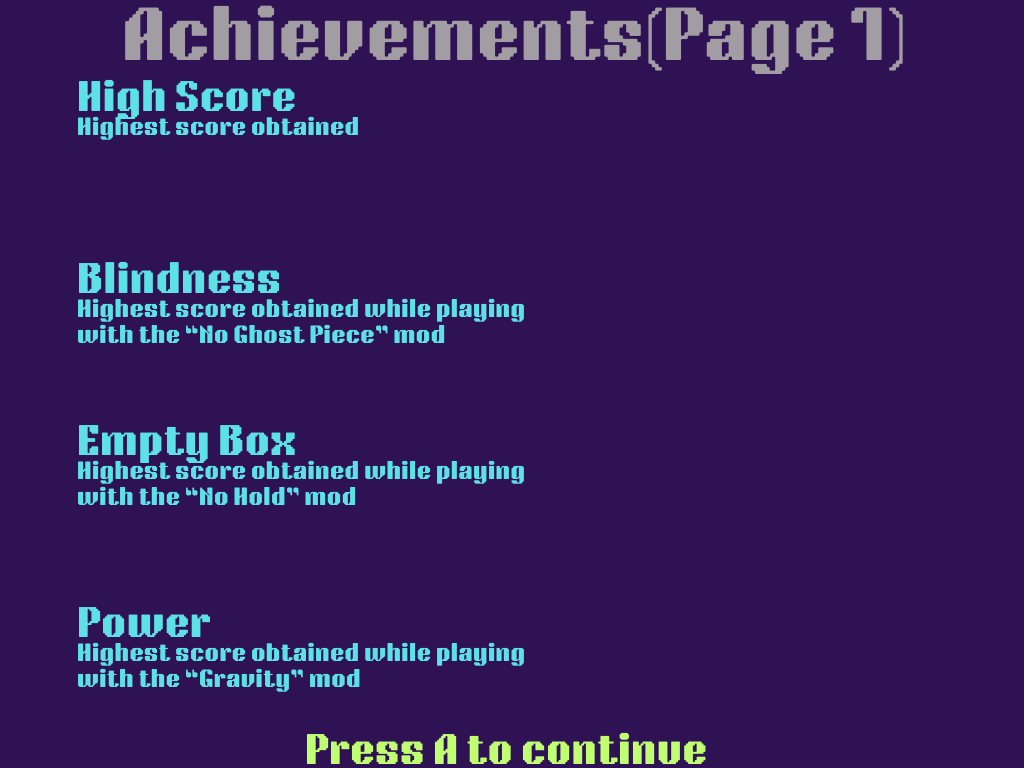 Achievements(Page 1)
High Score
Highest score obtained
Blindness
Highest score obtained while playing
with the “No Ghost Piece” mod
Empty Box
Highest score obtained while playing
with the “No Hold” mod
Power
Highest score obtained while playing
with the “Gravity” mod
Press A to continue